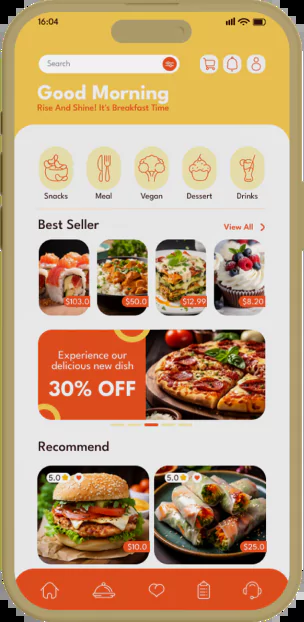 16:04
Search
Good Morning
Rise And Shine! It's Breakfast Time
Snacks
Meal
Vegan
Dessert
Drinks
Best Seller
View All
$103.0
$50.0
$12.99
$8.20
Experience our
delicious new dish
30% OFF
Recommend
5.0
5.0
$10.0
$25.0